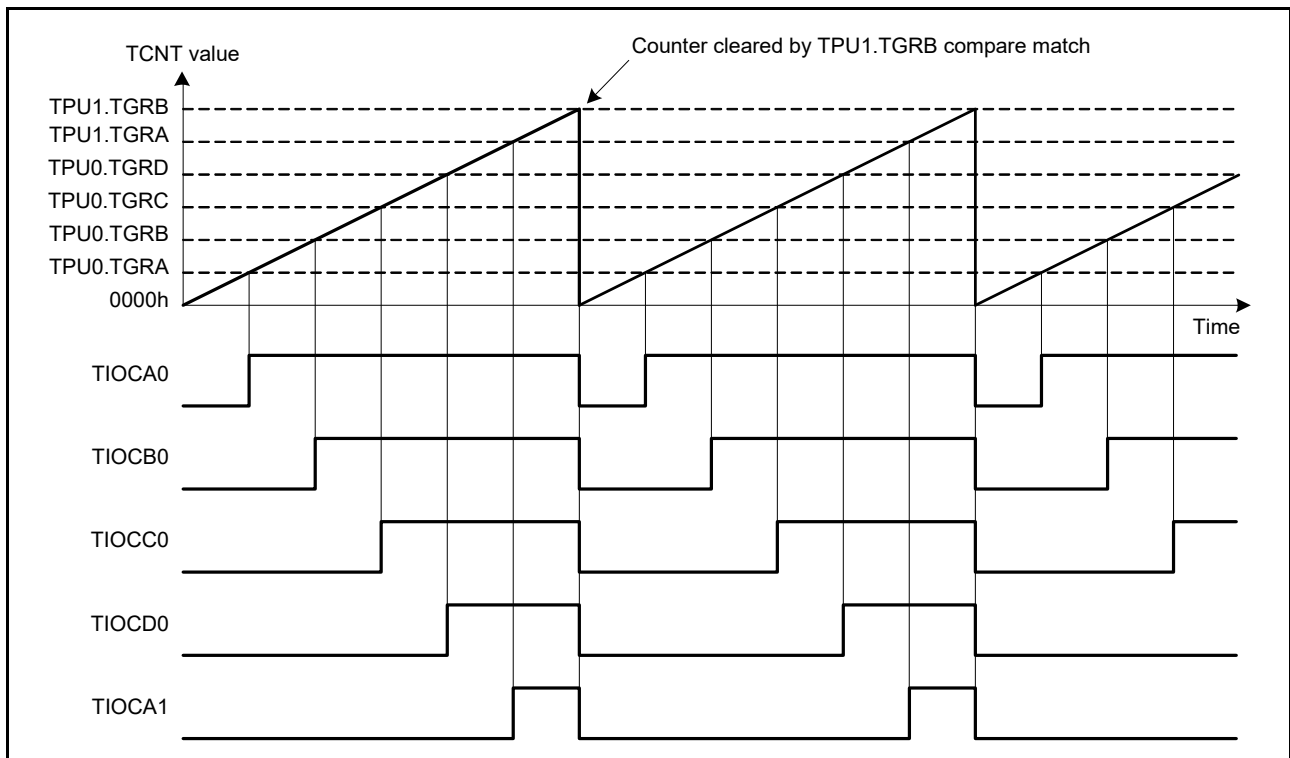 Counter cleared by TPU1.TGRB compare match
TCNT value
TPU1.TGRB
TPU1.TGRA
TPU0.TGRD
TPU0.TGRC
TPU0.TGRB
TPU0.TGRA
0000h
Time
TIOCA0
TIOCB0
TIOCC0
TIOCD0
TIOCA1